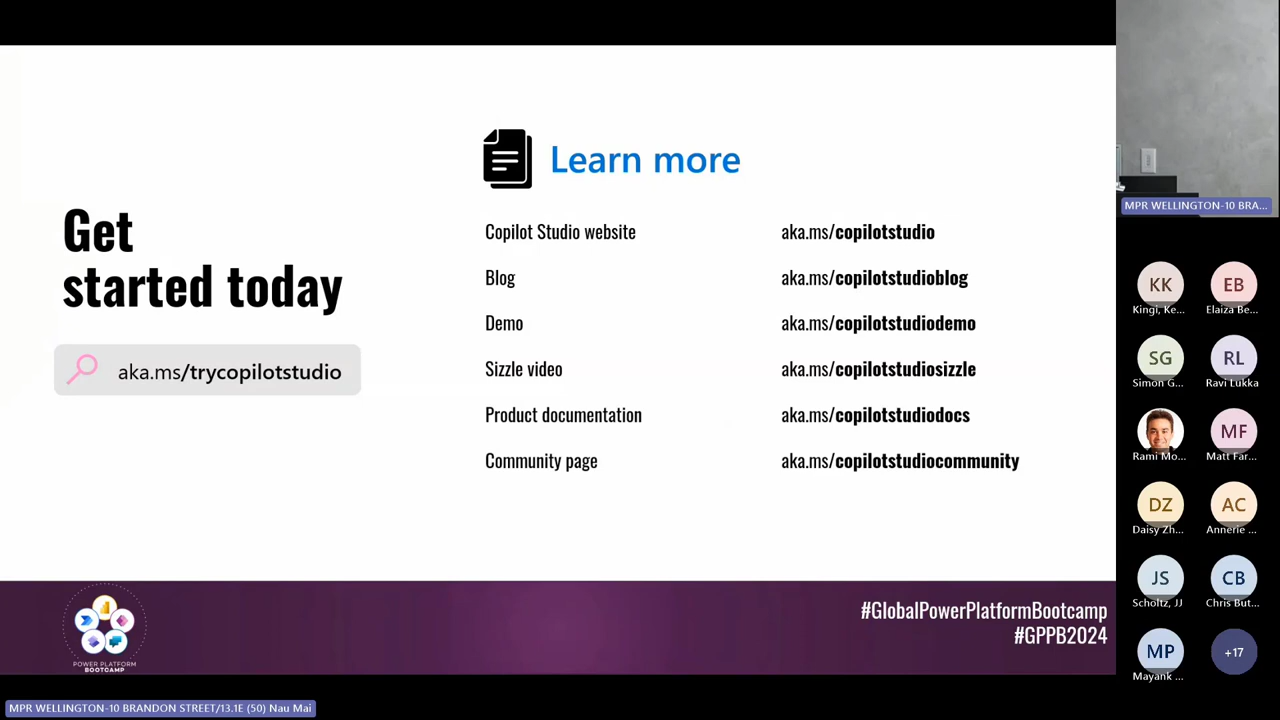 Get
started today
aka.ms/trycopilotstudio
Learn more
Copilot Studio website aka.ms/copilotstudio
Blog aka.ms/copilotstudioblog
Demo aka.ms/copilotstudiodemo
Sizzle video aka.ms/copilotstudiosizzle
Product documentation aka.ms/copilotstudiodocs
Community page aka.ms/copilotstudiocommunity
POWER PLATFORM
BOOTCAMP
#GlobalPowerPlatformBootcamp
#GPPB2024
MPR WELLINGTON-10 BRANDON STREET/13.1E (50) Nau Mai
MPR WELLINGTON-10 BRA...
KK EB
Kingi, Ke... Elaiza Be...
SG RL
Simon G... Ravi Lukka
MF
Rami Mo... Matt Far...
DZ AC
Daisy Zh... Annerie ...
JS CB
Scholtz, JJ Chris But...
MP +17
Mayank ...